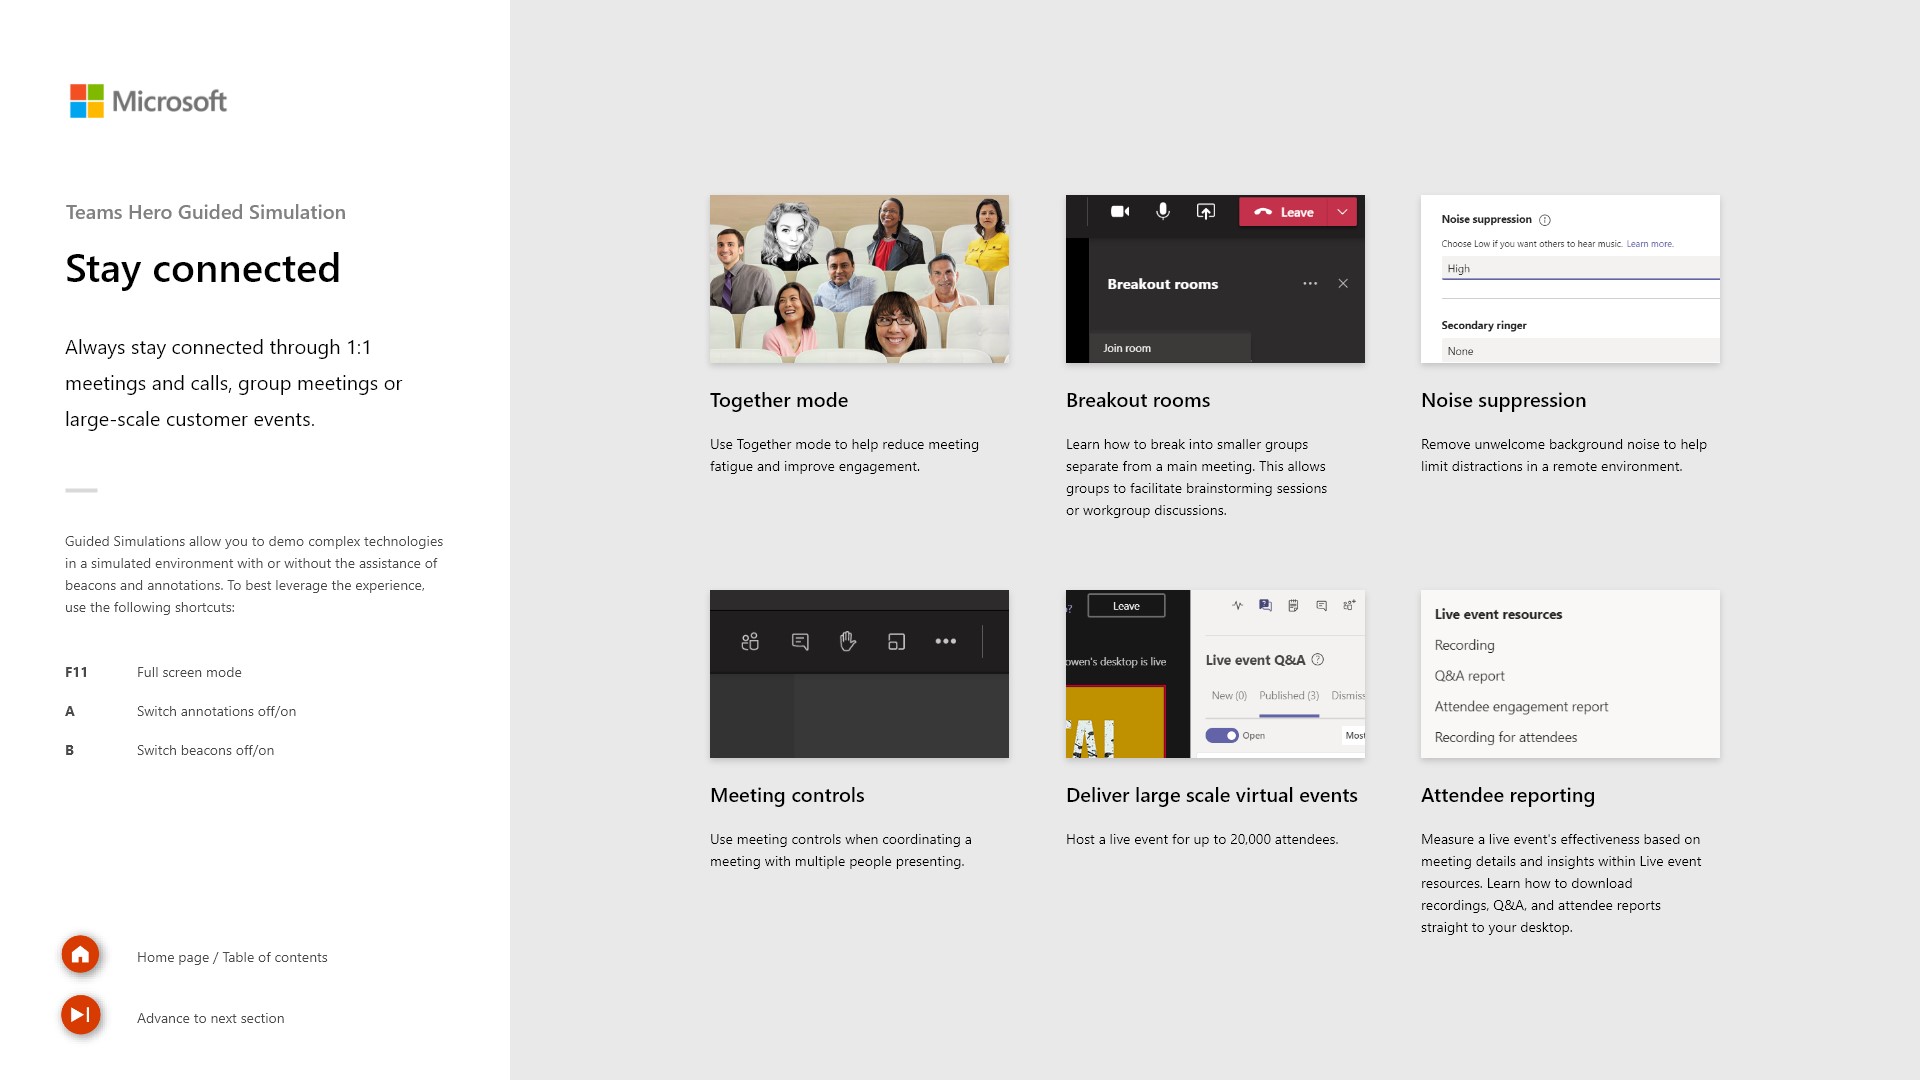 Microsoft
Teams Hero Guided Simulation
Stay connected
Always stay connected through 1:1
meetings and calls, group meetings or
large-scale customer events.
Guided Simulations allow you to demo complex technologies
in a simulated environment with or without the assistance of
beacons and annotations. To best leverage the experience,
use the following shortcuts:
F11 Full screen mode
A Switch annotations off/on
B Switch beacons off/on
Home page / Table of contents
Advance to next section
Together mode
Use Together mode to help reduce meeting
fatigue and improve engagement.
Leave
Breakout rooms
Join room
Breakout rooms
Learn how to break into smaller groups
separate from a main meeting. This allows
groups to facilitate brainstorming sessions
or workgroup discussions.
Noise suppression
Choose Low if you want others to hear music. Learn more.
High
Secondary ringer
None
Noise suppression
Remove unwelcome background noise to help
limit distractions in a remote environment.
Meeting controls
Use meeting controls when coordinating a
meeting with multiple people presenting.
?
Leave
owen's desktop is live
TAL
Live event Q&A
New (0) Published (3) Dismiss
Open Most
Deliver large scale virtual events
Host a live event for up to 20,000 attendees.
Live event resources
Recording
Q&A report
Attendee engagement report
Recording for attendees
Attendee reporting
Measure a live event's effectiveness based on
meeting details and insights within Live event
resources. Learn how to download
recordings, Q&A, and attendee reports
straight to your desktop.